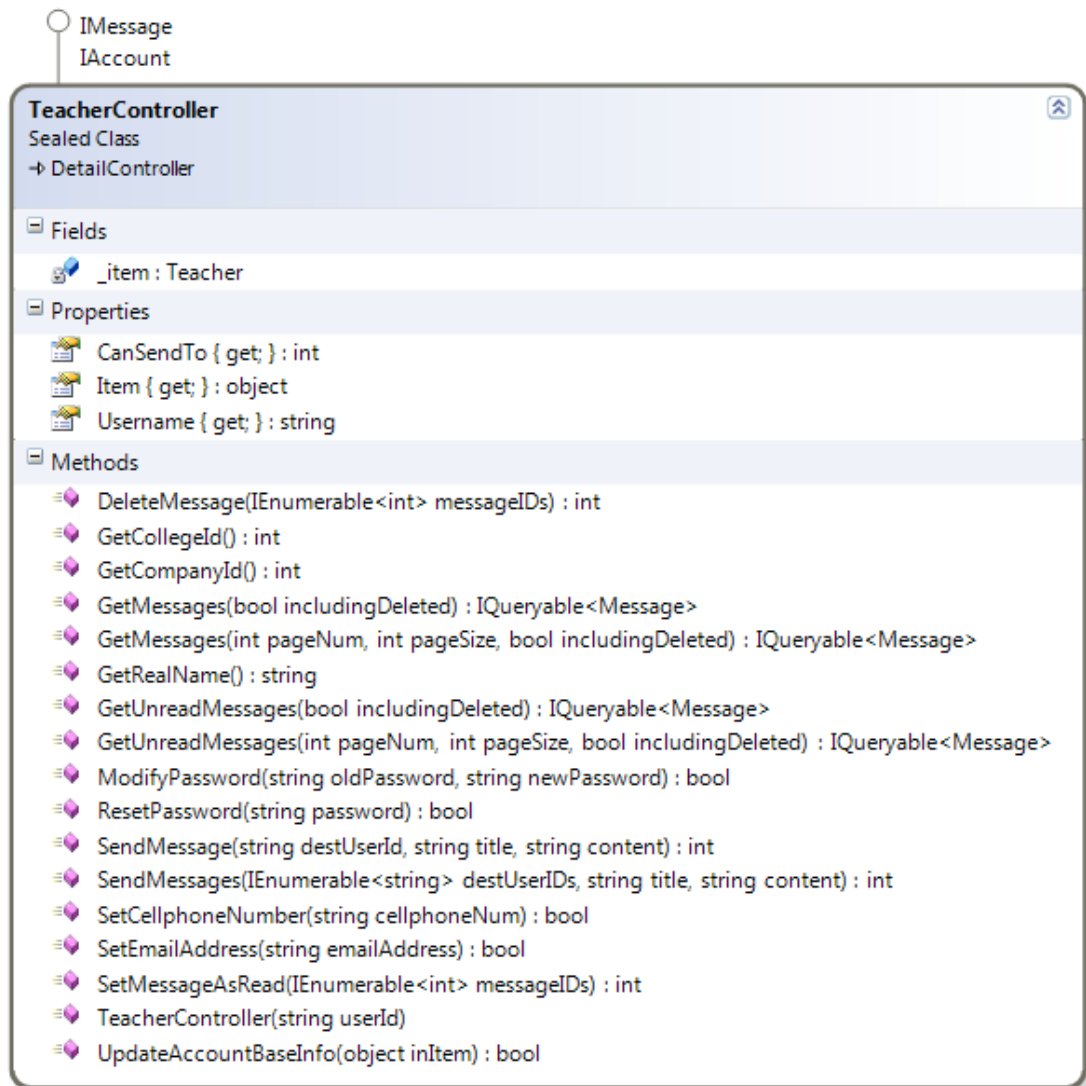 IMessage
IAccount
TeacherController
Sealed Class
DetailController
Fields
_item : Teacher
Properties
CanSendTo { get; } : int
Item { get; } : object
Username { get; } : string
Methods
DeleteMessage(IEnumerable<int> messageIDs) : int
GetCollegeId() : int
GetCompanyId() : int
GetMessages(bool includingDeleted) : IQueryable<Message>
GetMessages(int pageNum, int pageSize, bool includingDeleted) : IQueryable<Message>
GetRealName() : string
GetUnreadMessages(bool includingDeleted) : IQueryable<Message>
GetUnreadMessages(int pageNum, int pageSize, bool includingDeleted) : IQueryable<Message>
ModifyPassword(string oldPassword, string newPassword) : bool
ResetPassword(string password) : bool
SendMessage(string destUserId, string title, string content) : int
SendMessages(IEnumerable<string> destUserIDs, string title, string content) : int
SetCellphoneNumber(string cellphoneNum) : bool
SetEmailAddress(string emailAddress) : bool
SetMessageAsRead(IEnumerable<int> messageIDs) : int
TeacherController(string userId)
UpdateAccountBaseInfo(object inItem) : bool